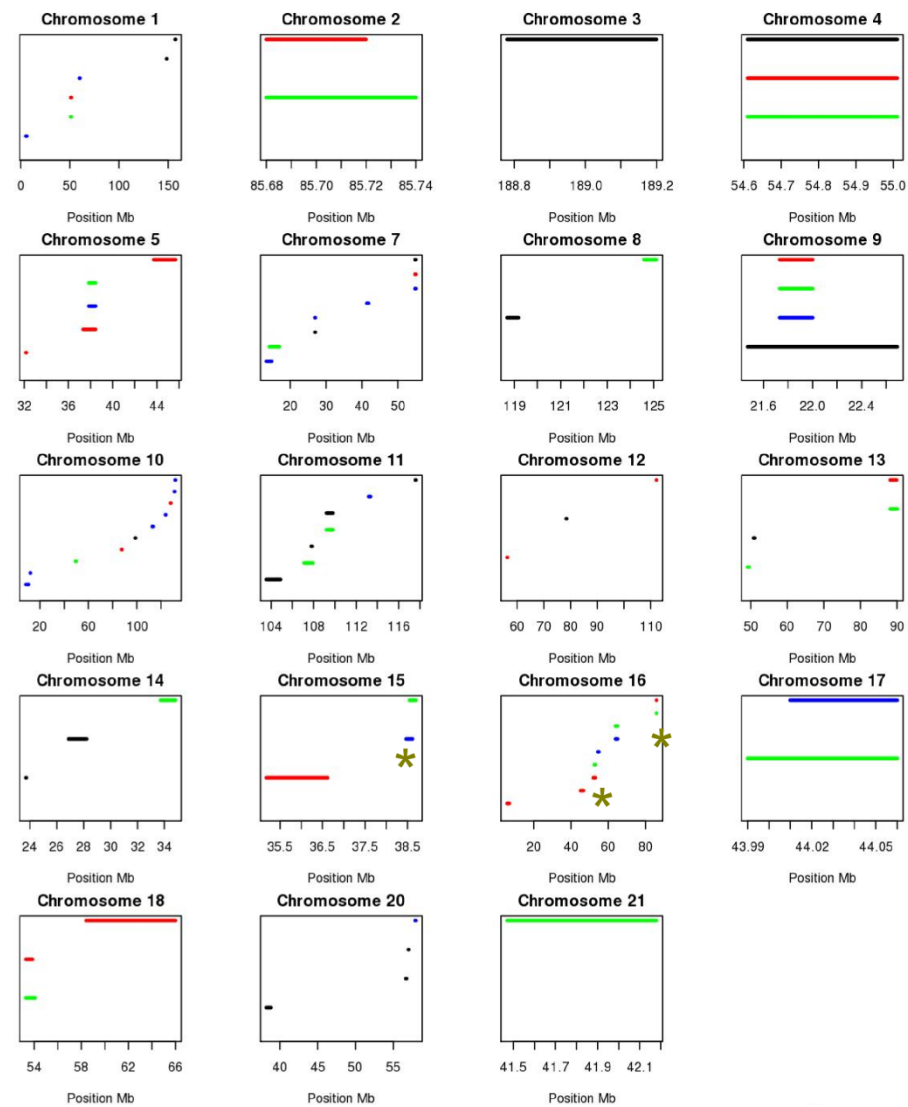 Chromosome 1 Chromosome 2 Chromosome 3 Chromosome 4
0 50 100 150 85.68 85.70 85.72 85.74 188.8 189.0 189.2 54.6 54.7 54.8 54.9 55.0
Position Mb Position Mb Position Mb Position Mb
Chromosome 5 Chromosome 7 Chromosome 8 Chromosome 9
32 36 40 44 20 30 40 50 119 121 123 125 21.6 22.0 22.4
Position Mb Position Mb Position Mb Position Mb
Chromosome 10 Chromosome 11 Chromosome 12 Chromosome 13
20 60 100 104 108 112 116 60 70 80 90 110 50 60 70 80 90
Position Mb Position Mb Position Mb Position Mb
Chromosome 14 Chromosome 15 Chromosome 16 Chromosome 17
24 26 28 30 32 34 35.5 36.5 37.5 38.5 20 40 60 80 43.99 44.02 44.05
* * *
Position Mb Position Mb Position Mb Position Mb
Chromosome 18 Chromosome 20 Chromosome 21
54 58 62 66 40 45 50 55 41.5 41.7 41.9 42.1
Position Mb Position Mb Position Mb